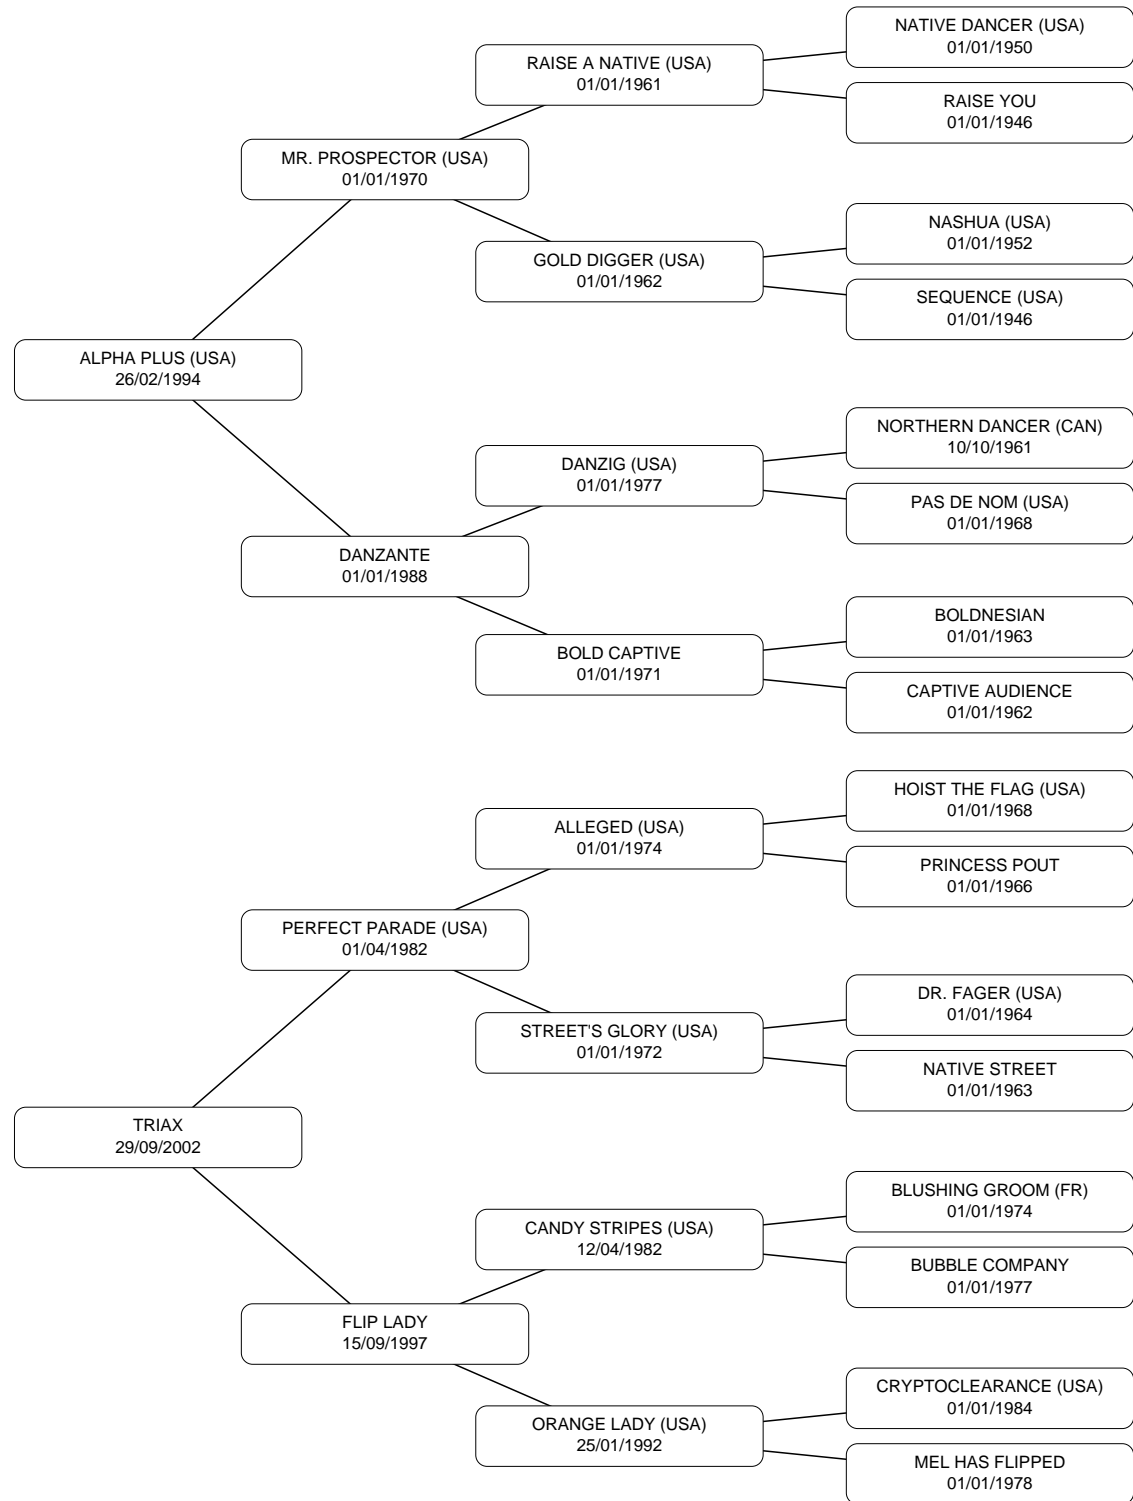 NATIVE DANCER (USA)
01/01/1950
RAISE A NATIVE (USA)
01/01/1961
RAISE YOU
01/01/1946
MR. PROSPECTOR (USA)
01/01/1970
NASHUA (USA)
01/01/1952
GOLD DIGGER (USA)
01/01/1962
SEQUENCE (USA)
01/01/1946
ALPHA PLUS (USA)
26/02/1994
NORTHERN DANCER (CAN)
10/10/1961
DANZIG (USA)
01/01/1977
PAS DE NOM (USA)
01/01/1968
DANZANTE
01/01/1988
BOLDNESIAN
01/01/1963
BOLD CAPTIVE
01/01/1971
CAPTIVE AUDIENCE
01/01/1962
HOIST THE FLAG (USA)
01/01/1968
ALLEGED (USA)
01/01/1974
PRINCESS POUT
01/01/1966
PERFECT PARADE (USA)
01/04/1982
DR. FAGER (USA)
01/01/1964
STREET'S GLORY (USA)
01/01/1972
NATIVE STREET
01/01/1963
TRIAX
29/09/2002
BLUSHING GROOM (FR)
01/01/1974
CANDY STRIPES (USA)
12/04/1982
BUBBLE COMPANY
01/01/1977
FLIP LADY
15/09/1997
CRYPTOCLEARANCE (USA)
01/01/1984
ORANGE LADY (USA)
25/01/1992
MEL HAS FLIPPED
01/01/1978